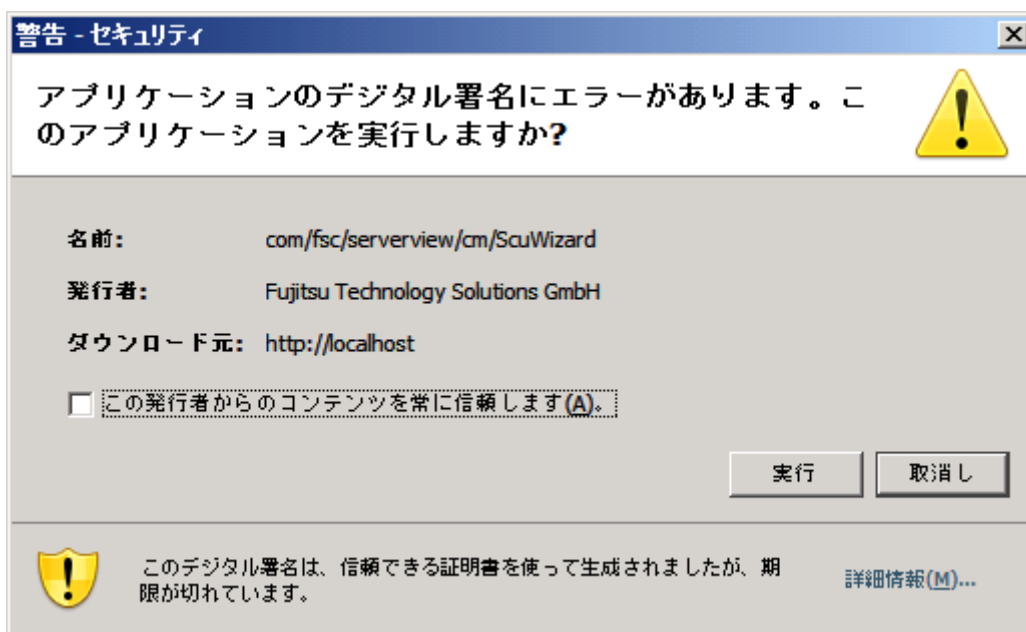 警告 - セキュリティ
アプリケーションのデジタル署名にエラーがあります。こ
のアプリケーションを実行しますか?
名前: com/fsc/serverview/cm/ScuWizard
発行者: Fujitsu Technology Solutions GmbH
ダウンロード元: http://localhost
この発行者からのコンテンツを常に信頼します(A)。
実行 取消し
このデジタル署名は、信頼できる証明書を使って生成されましたが、期
限が切れています。
詳細情報(M)...